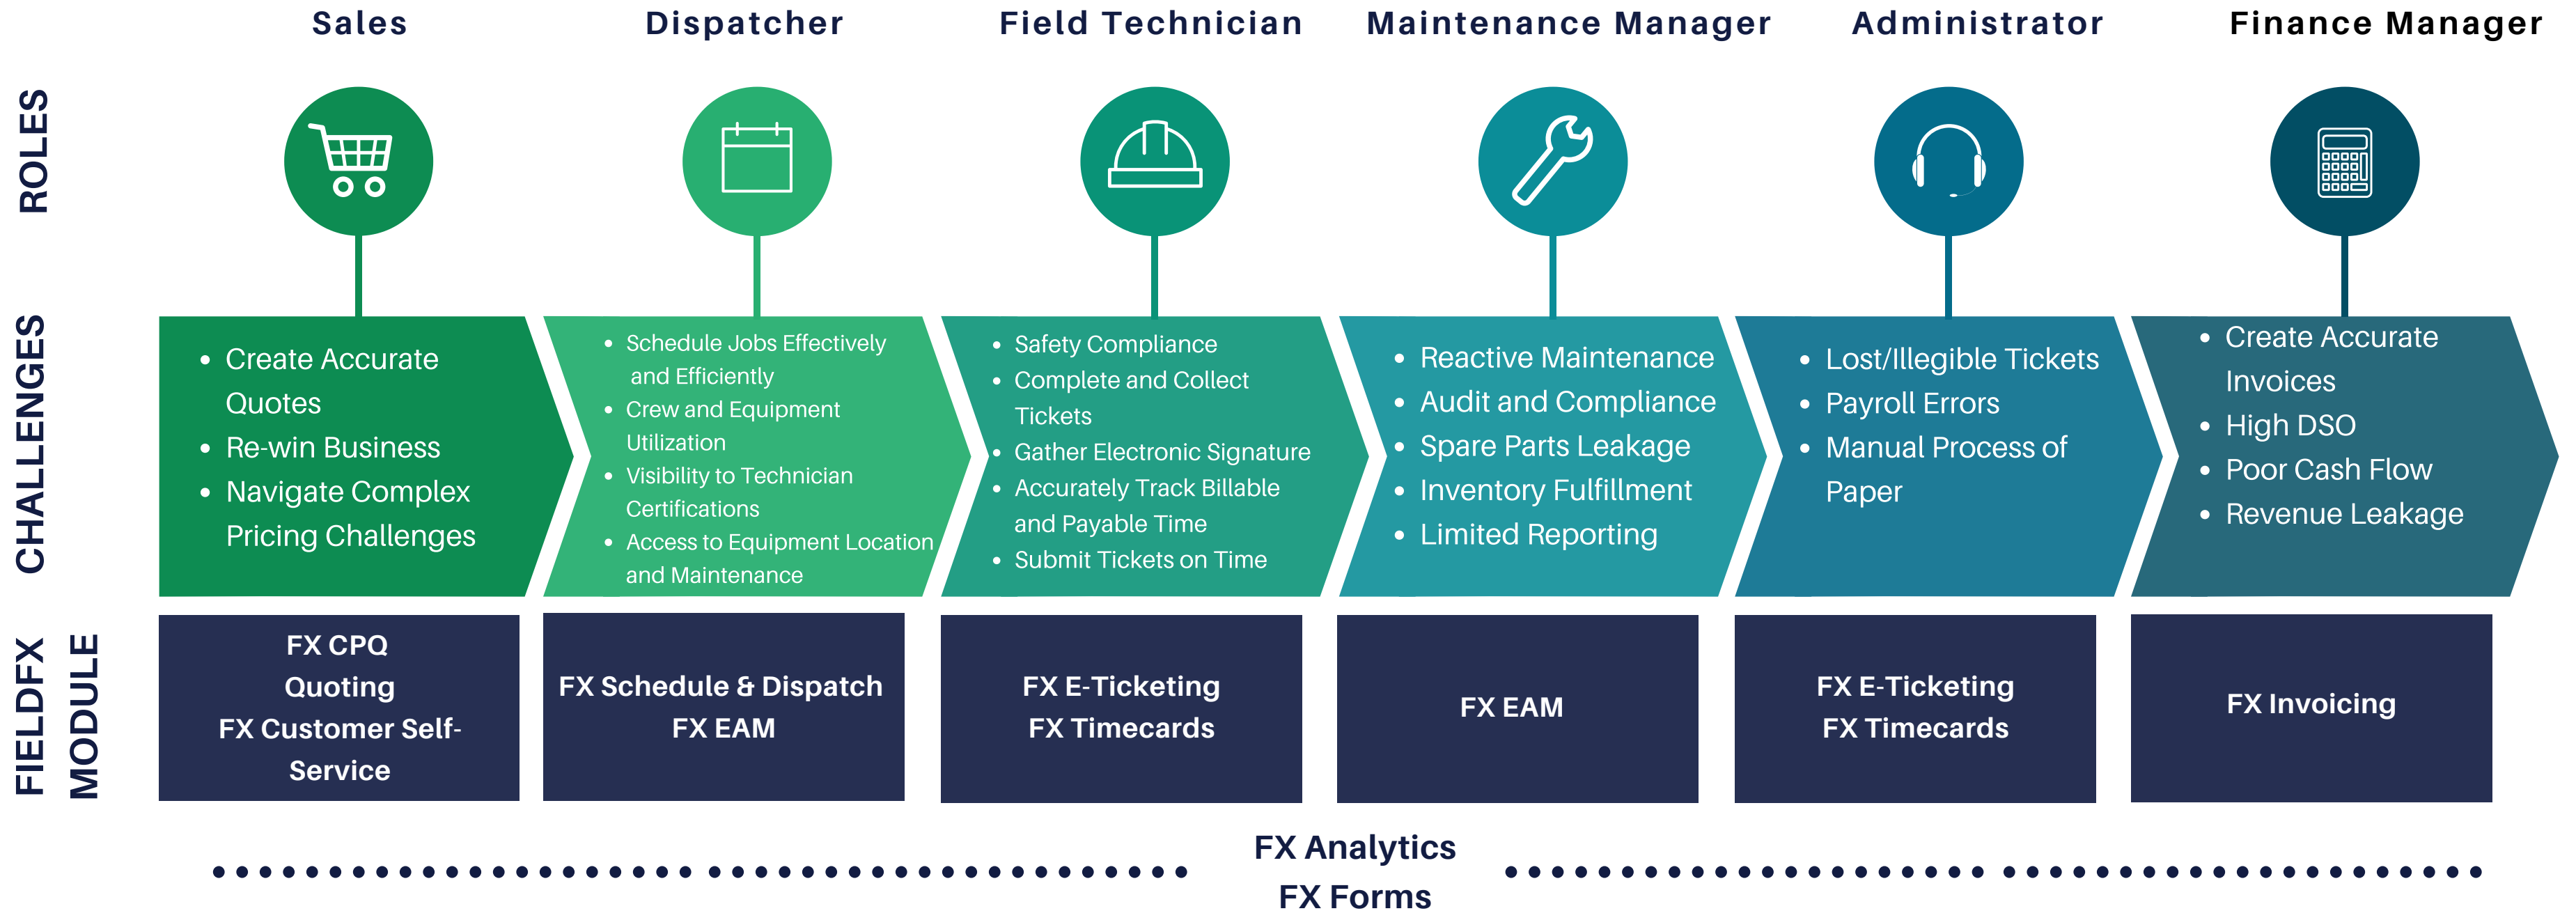 Sales
Dispatcher
Field Technician
Maintenance Manager
Administrator
Finance Manager
ROLES
CHALLENGES
• Create Accurate
Quotes
• Re-win Business
• Navigate Complex
Pricing Challenges
• Schedule Jobs Effectively
and Efficiently
• Crew and Equipment
Utilization
• Visibility to Technician
Certifications
• Access to Equipment Location
and Maintenance
• Safety Compliance
• Complete and Collect
Tickets
• Gather Electronic Signature
• Accurately Track Billable
and Payable Time
• Submit Tickets on Time
• Reactive Maintenance
• Audit and Compliance
• Spare Parts Leakage
• Inventory Fulfillment
• Limited Reporting
• Lost/Illegible Tickets
• Payroll Errors
• Manual Process of
Paper
• Create Accurate
Invoices
• High DSO
• Poor Cash Flow
• Revenue Leakage
FIELDFX
MODULE
FX CPQ
Quoting
FX Customer Self-
Service
FX Schedule & Dispatch
FX EAM
FX E-Ticketing
FX Timecards
FX EAM
FX E-Ticketing
FX Timecards
FX Invoicing
FX Analytics
FX Forms